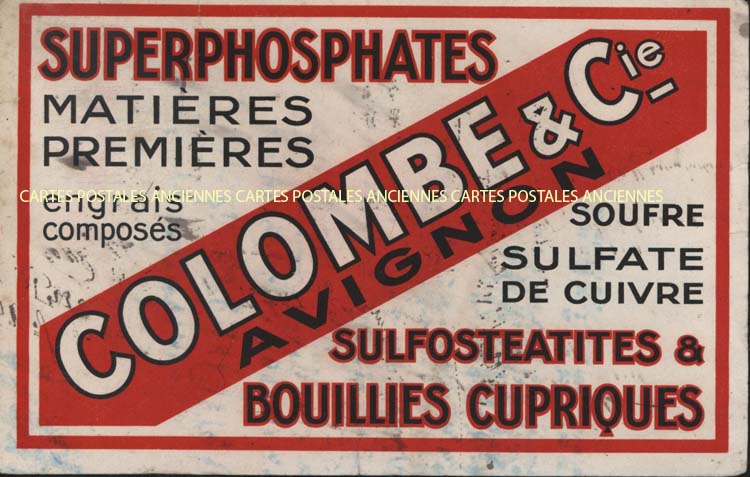 SUPERPHOSPHATES
MATIÈRES
PREMIÈRES
engrais
composés
CARTES POSTALES ANCIENNES CARTES POSTALES ANCIENNES CARTES POSTALES ANCIENNES
COLOMBE & Cie
AVIGNON
SOUFRE
SULFATE
DE CUIVRE
SULFOSTEATITES &
BOUILLIES CUPRIQUES